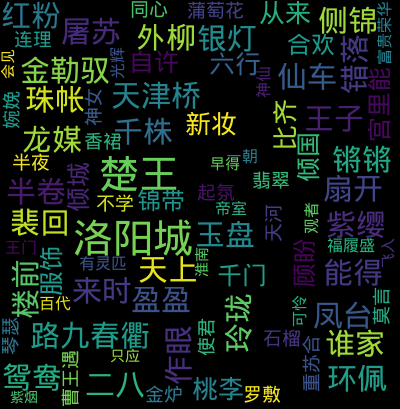 红粉
同心
蒲萄花
从来
侧锦
富贵荣华
连理
屠苏
外柳
银灯
合欢
错落
会见
金勒驭
光辉
自许
六行
神仙
仙车
宫里能
婉娩
珠帐
神女
天津桥
比齐
王子
龙媒
香裙
千株
新妆
倾国
锵锵
半夜
楚王
早得
朝
翡翠
扇开
半卷
倾城
不学
锦带
起氛
帝室
天河
观者
紫缨
裴回
洛阳城
玉盘
福履盛
飞人
王门
楼前
服饰
有灵匹
天上
淮南
千门
顾盼
能得
百代
来时
盈盈
玲珑
可怜
凤台
莫言
琴瑟
路九春衢
只应
作眼
使君
石榴
重苏合
谁家
鸳鸯
曹王遇
二八
金炉
桃李
罗敷
环佩
紫烟